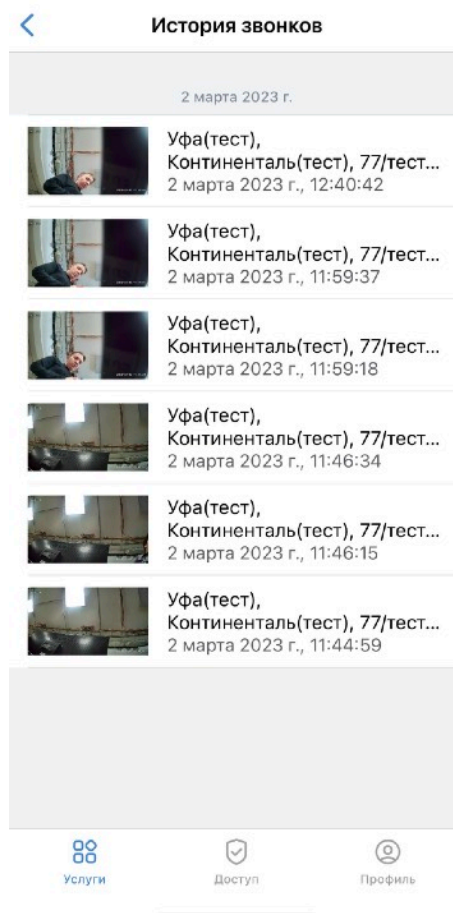 История звонков
2 марта 2023 г.
Уфа(тест),
Континенталь(тест), 77/тест...
2 марта 2023 г., 12:40:42
Уфа(тест),
Континенталь(тест), 77/тест...
2 марта 2023 г., 11:59:37
Уфа(тест),
Континенталь(тест), 77/тест...
2 марта 2023 г., 11:59:18
Уфа(тест),
Континенталь(тест), 77/тест...
2 марта 2023 г., 11:46:34
Уфа(тест),
Континенталь(тест), 77/тест...
2 марта 2023 г., 11:46:15
Уфа(тест),
Континенталь(тест), 77/тест...
2 марта 2023 г., 11:44:59
Услуги Доступ Профиль